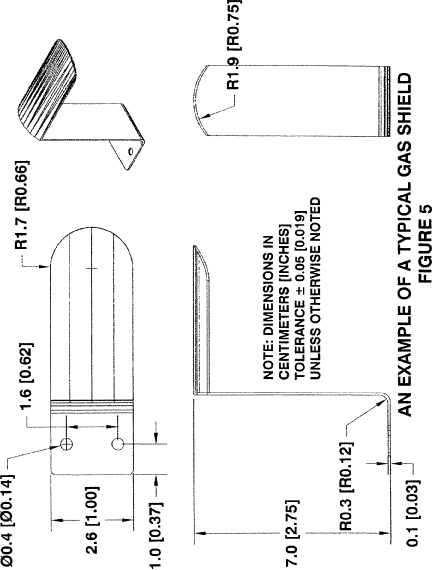 R1.9 [R0.75]
R1.7 [R0.66]
1.6 [0.62]
Ø0.4 [Ø0.14]
2.6 [1.00]
1.0 [0.37]
7.0 [2.75]
R0.3 [R0.12]
0.1 [0.03]
NOTE: DIMENSIONS IN
CENTIMETERS [INCHES]
TOLERANCE ± 0.05 [0.019]
UNLESS OTHERWISE NOTED
AN EXAMPLE OF A TYPICAL GAS SHIELD
FIGURE 5